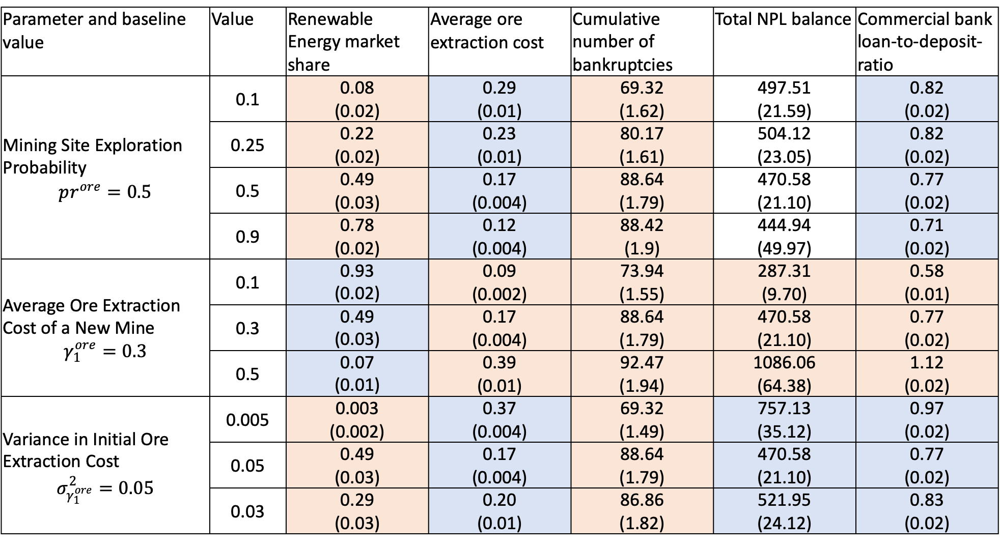 Parameter and baseline value | Value | Renewable Energy market share | Average ore extraction cost | Cumulative number of bankruptcies | Total NPL balance | Commercial bank loan-to-deposit-ratio
Mining Site Exploration Probability
pr^ore = 0.5
0.1 | 0.08 | 0.29 | 69.32 | 497.51 | 0.82
(0.02) | (0.01) | (1.62) | (21.59) | (0.02)
0.25 | 0.22 | 0.23 | 80.17 | 504.12 | 0.82
(0.02) | (0.01) | (1.61) | (23.05) | (0.02)
0.5 | 0.49 | 0.17 | 88.64 | 470.58 | 0.77
(0.03) | (0.004) | (1.79) | (21.10) | (0.02)
0.9 | 0.78 | 0.12 | 88.42 | 444.94 | 0.71
(0.02) | (0.004) | (1.9) | (49.97) | (0.02)
Average Ore Extraction Cost of a New Mine
γ_1^ore = 0.3
0.1 | 0.93 | 0.09 | 73.94 | 287.31 | 0.58
(0.02) | (0.002) | (1.55) | (9.70) | (0.01)
0.3 | 0.49 | 0.17 | 88.64 | 470.58 | 0.77
(0.03) | (0.004) | (1.79) | (21.10) | (0.02)
0.5 | 0.07 | 0.39 | 92.47 | 1086.06 | 1.12
(0.01) | (0.01) | (1.94) | (64.38) | (0.02)
Variance in Initial Ore Extraction Cost
σ^2_{γ_1^ore} = 0.05
0.005 | 0.003 | 0.37 | 69.32 | 757.13 | 0.97
(0.002) | (0.004) | (1.49) | (35.12) | (0.02)
0.05 | 0.49 | 0.17 | 88.64 | 470.58 | 0.77
(0.03) | (0.004) | (1.79) | (21.10) | (0.02)
0.03 | 0.29 | 0.20 | 86.86 | 521.95 | 0.83
(0.03) | (0.01) | (1.82) | (24.12) | (0.02)